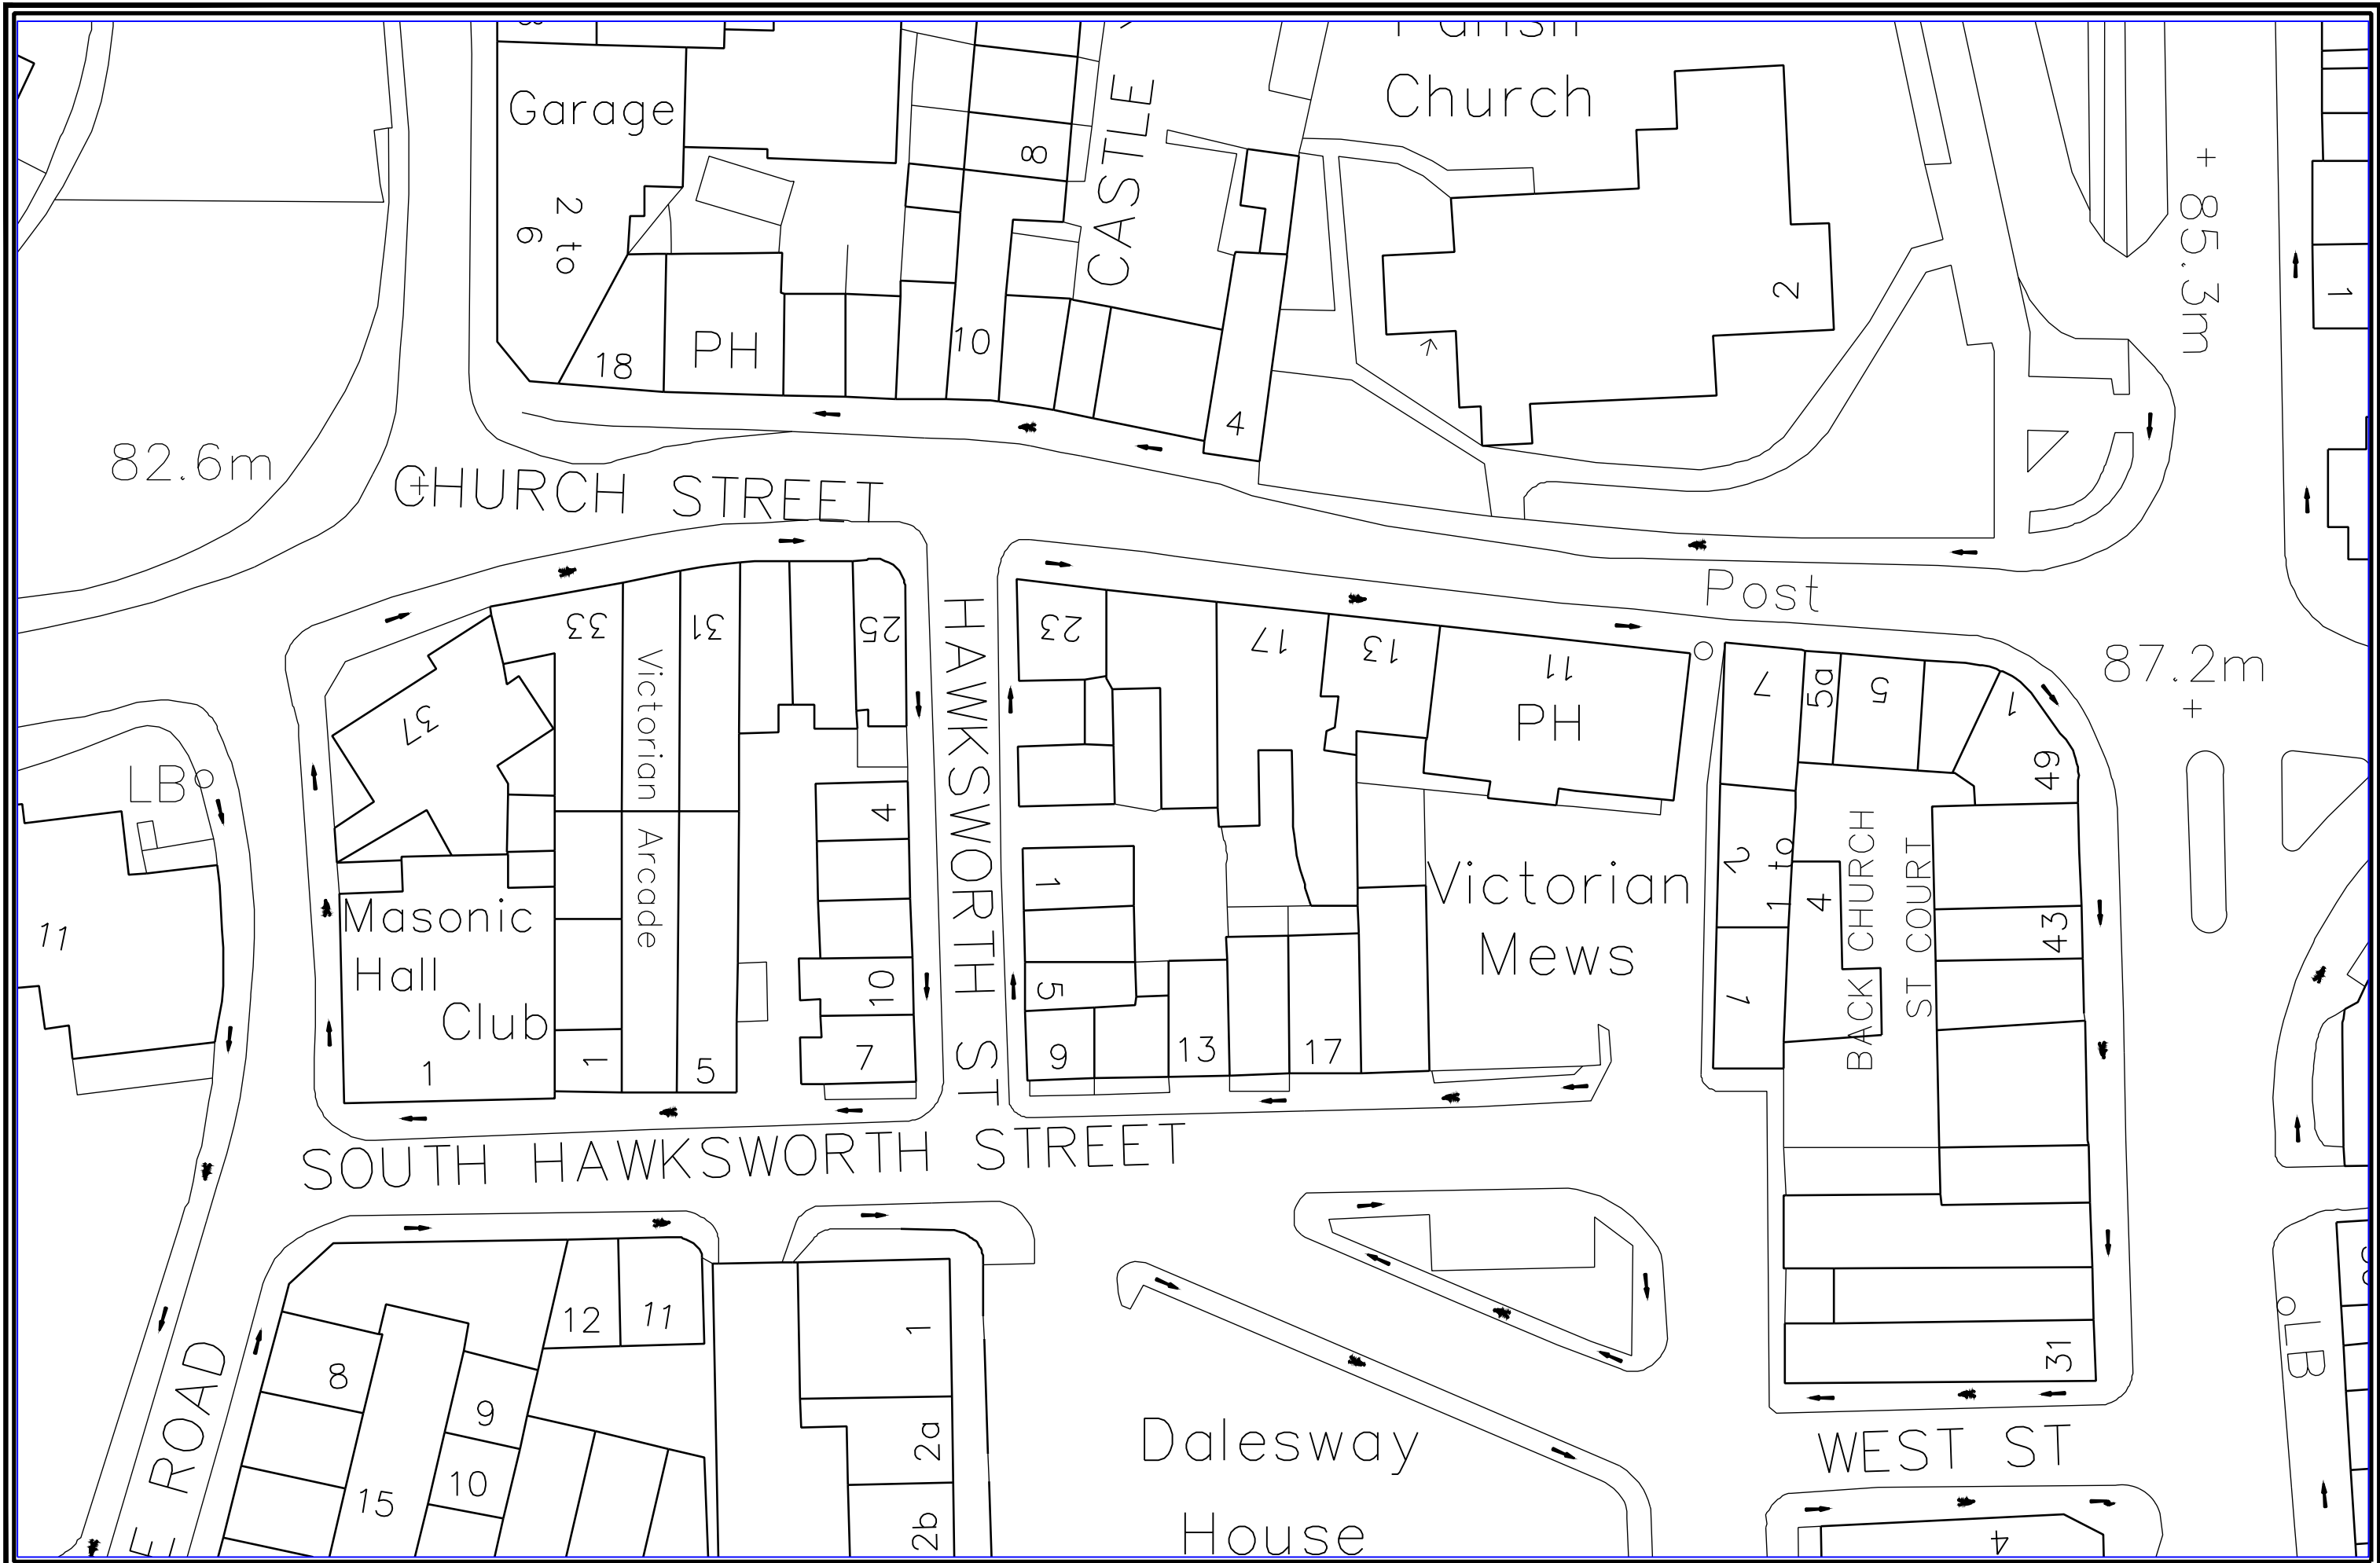 Church
Garage
CASTLE
8
2 to
6
+ 85.3m
2
1
10
PH
18
4
82.6m
CHURCH STREET
Post
33
31
25
23
17
13
11
PH
7
5a
5
1
87.2m
37
Victorian Arcade
HAWKSWORTH ST
49
LB
4
Victorian
Mews
1
2
1 to
4
BACK CHURCH
ST COURT
43
11
Masonic
Hall
Club
10
5
1
1
1
5
7
9
13
17
SOUTH HAWKSWORTH STREET
12
11
1
8
9
31
LB
ROAD
10
15
2a
2b
Dalesway
House
WEST ST
4